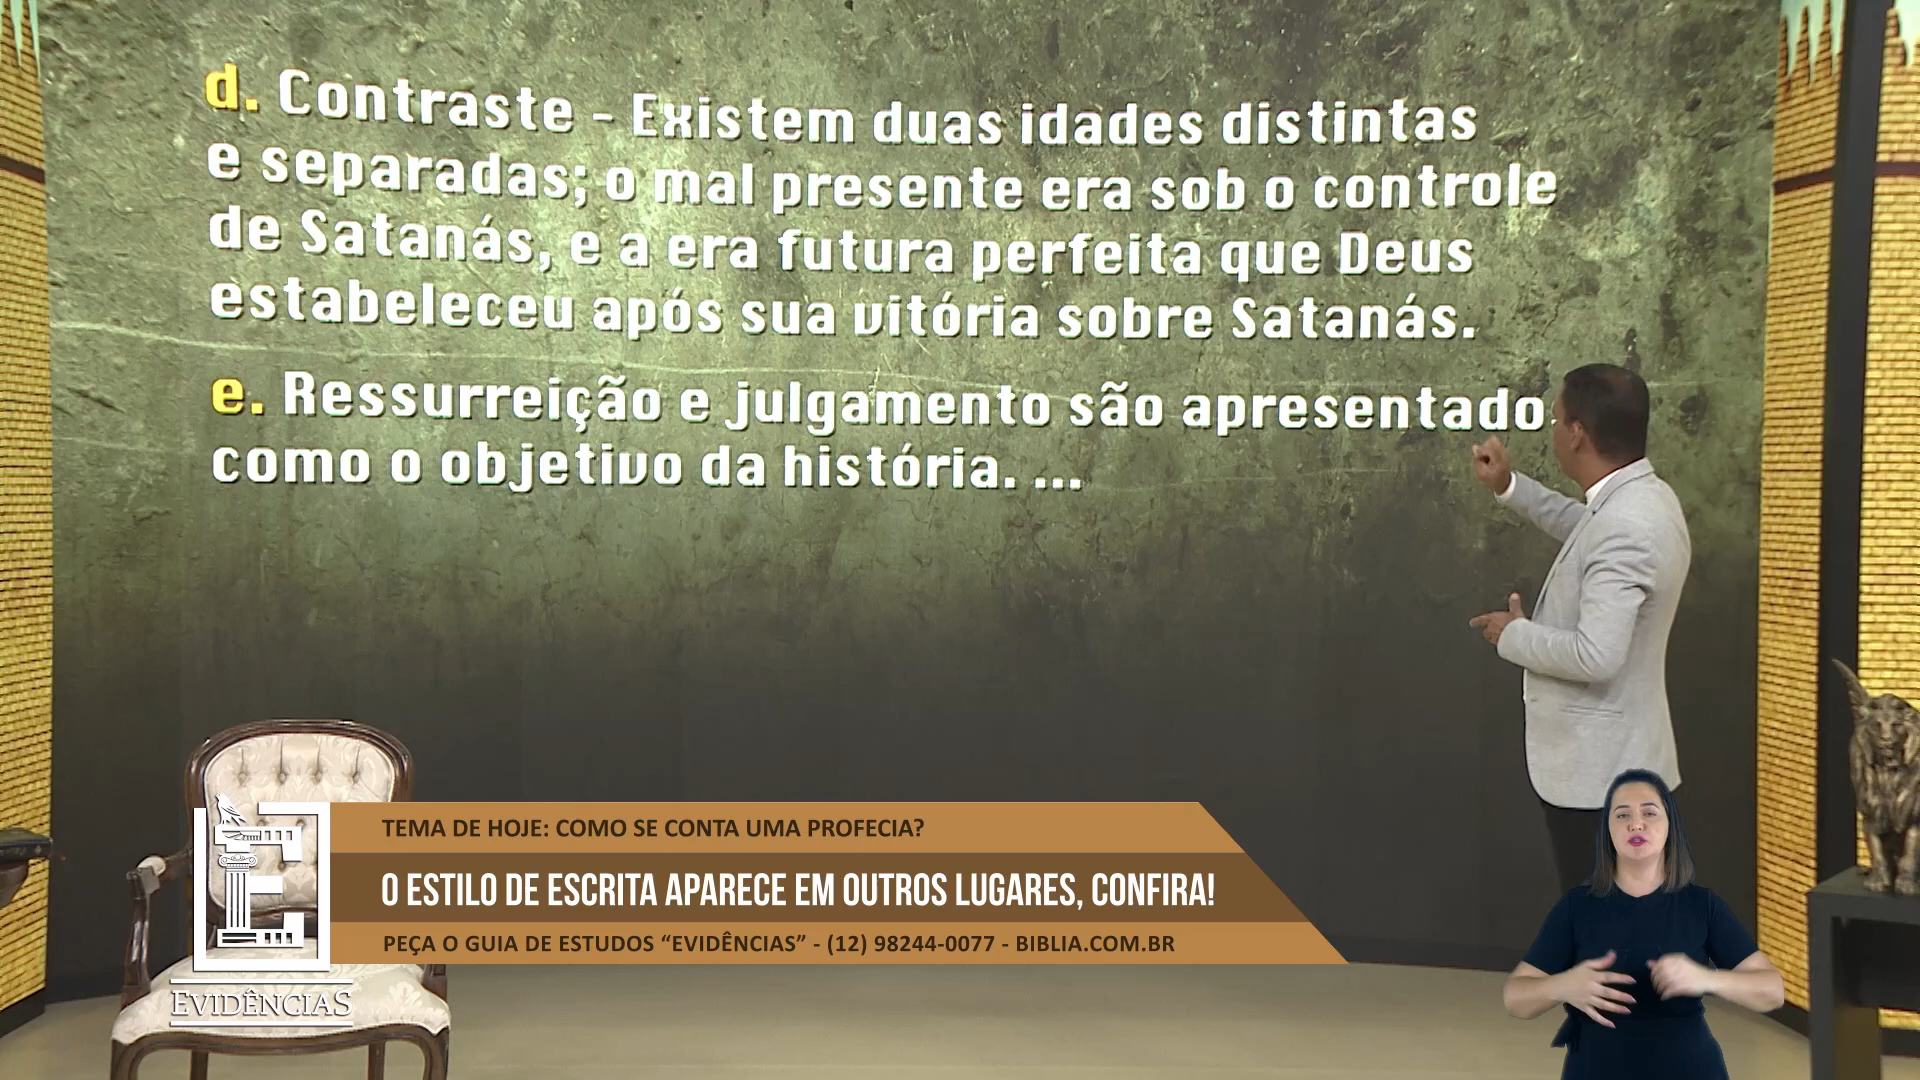 d. Contraste - Existem duas idades distintas
e separadas; o mal presente era sob o controle
de Satanás, e a era futura perfeita que Deus
estabeleceu após sua vitória sobre Satanás.
e. Ressurreição e julgamento são apresentado
como o objetivo da história. ...
TEMA DE HOJE: COMO SE CONTA UMA PROFECIA?
O ESTILO DE ESCRITA APARECE EM OUTROS LUGARES, CONFIRA!
PEÇA O GUIA DE ESTUDOS “EVIDÊNCIAS” - (12) 98244-0077 - BIBLIA.COM.BR
E
EVIDÊNCIAS